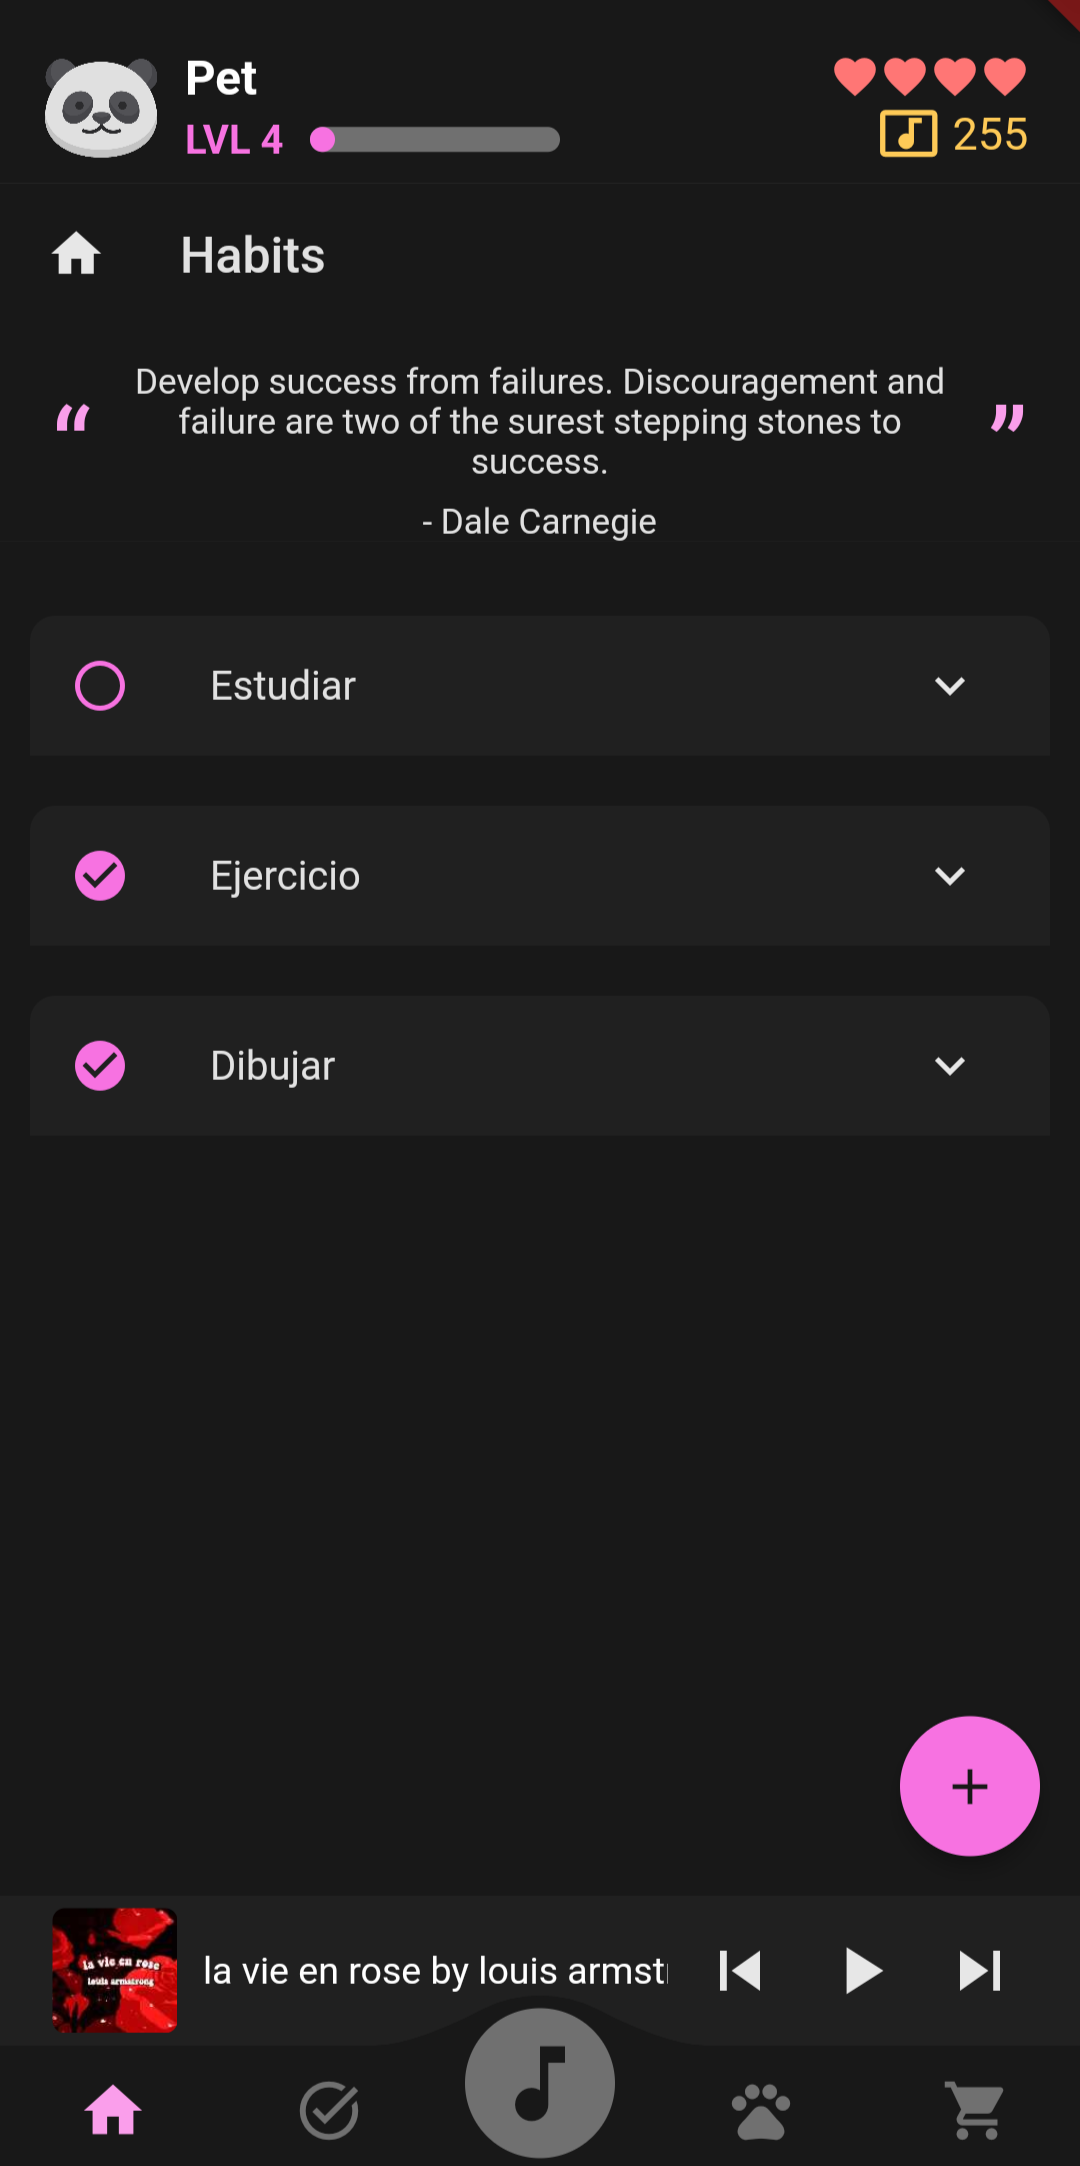 Pet
LVL 4
255
Habits
“ Develop success from failures. Discouragement and
failure are two of the surest stepping stones to
success. ”
- Dale Carnegie
Estudiar
Ejercicio
Dibujar
la vie en rose
louis armstrong
la vie en rose by louis armst